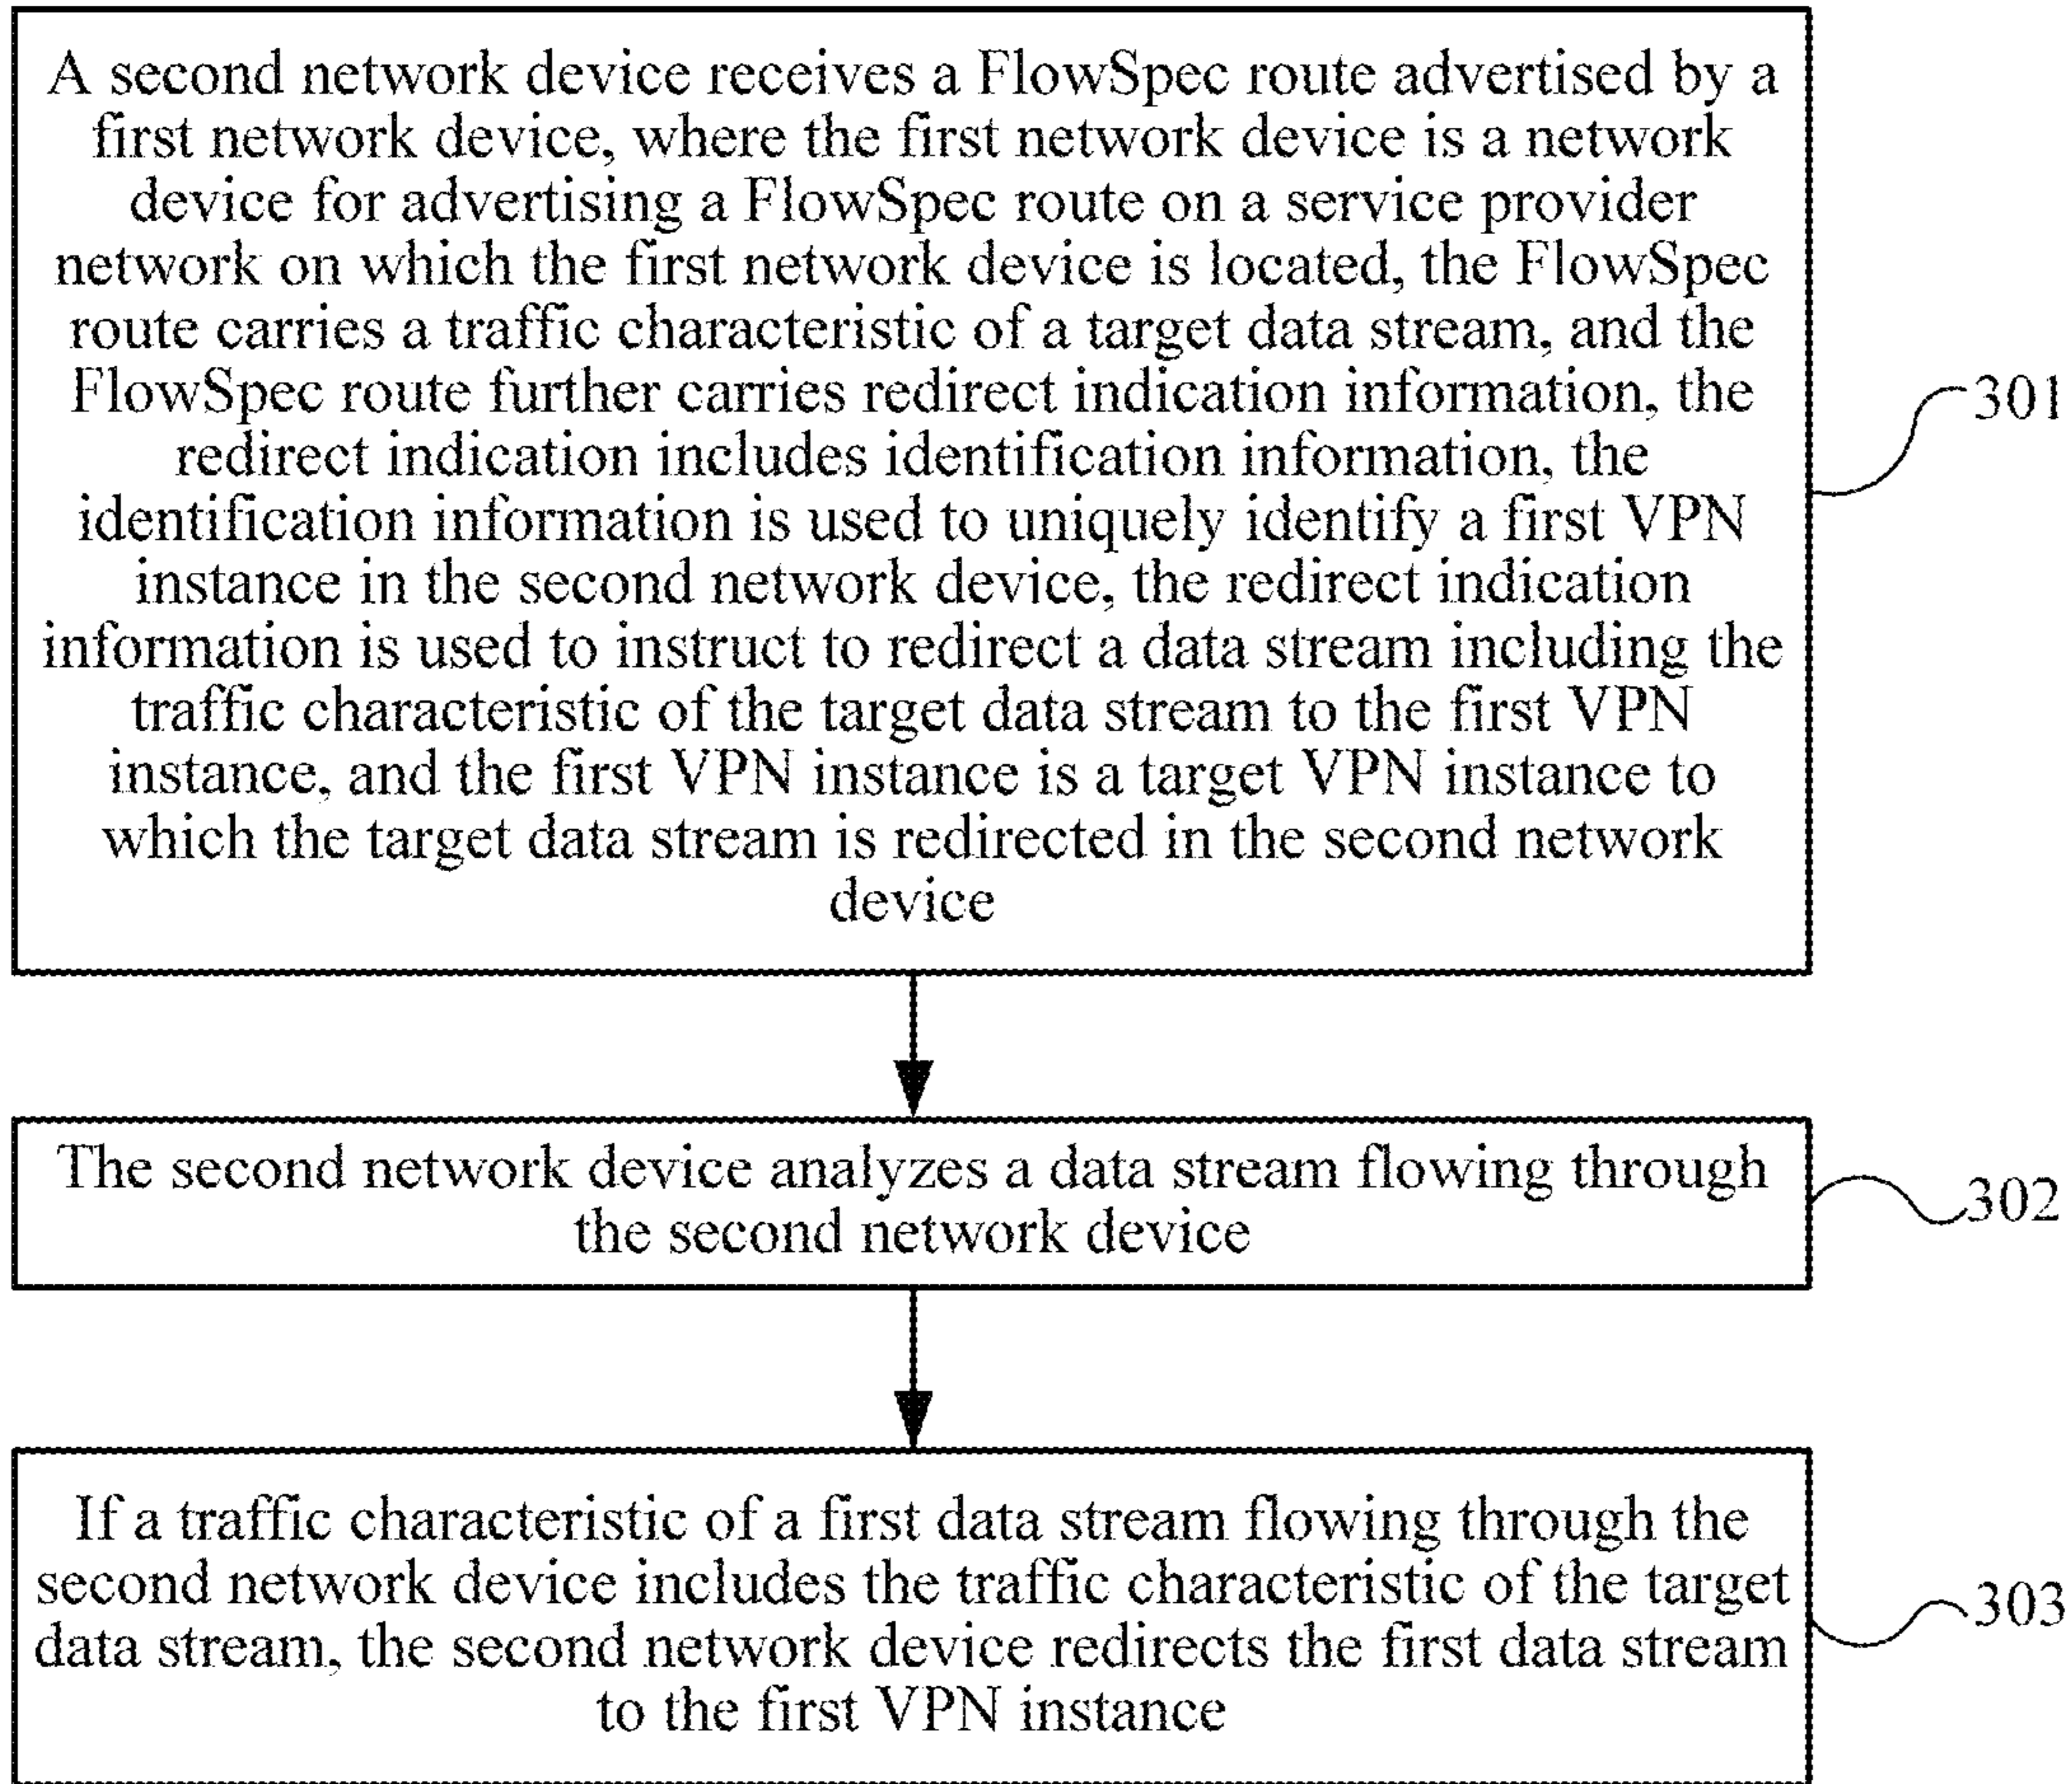 A second network device receives a FlowSpec route advertised by a
first network device, where the first network device is a network
device for advertising a FlowSpec route on a service provider
network on which the first network device is located, the FlowSpec
route carries a traffic characteristic of a target data stream, and the
FlowSpec route further carries redirect indication information, the
redirect indication includes identification information, the
identification information is used to uniquely identify a first VPN
instance in the second network device, the redirect indication
information is used to instruct to redirect a data stream including the
traffic characteristic of the target data stream to the first VPN
instance, and the first VPN instance is a target VPN instance to
which the target data stream is redirected in the second network
device
301
The second network device analyzes a data stream flowing through
the second network device
302
If a traffic characteristic of a first data stream flowing through the
second network device includes the traffic characteristic of the target
data stream, the second network device redirects the first data stream
to the first VPN instance
303